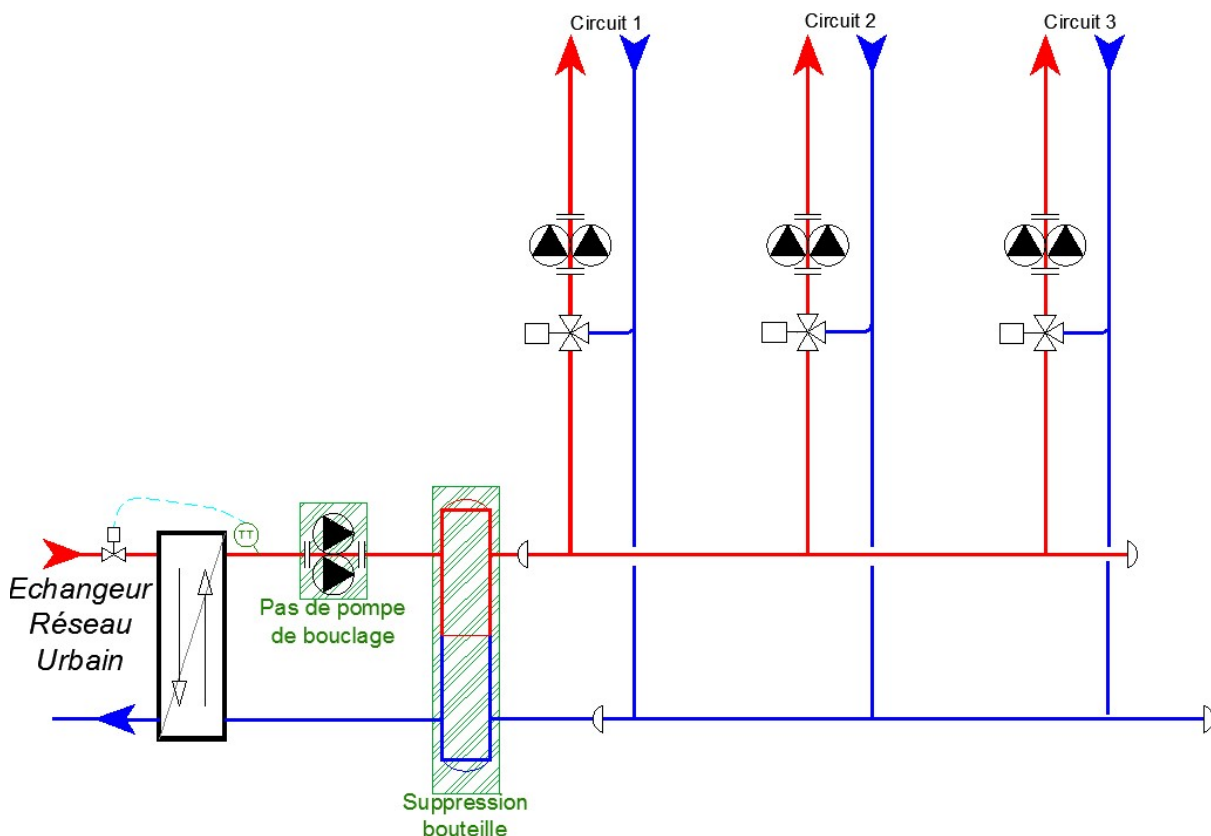 Circuit 1
Circuit 2
Circuit 3
TT
Echangeur
Réseau
Urbain
Pas de pompe
de bouclage
Suppression
bouteille